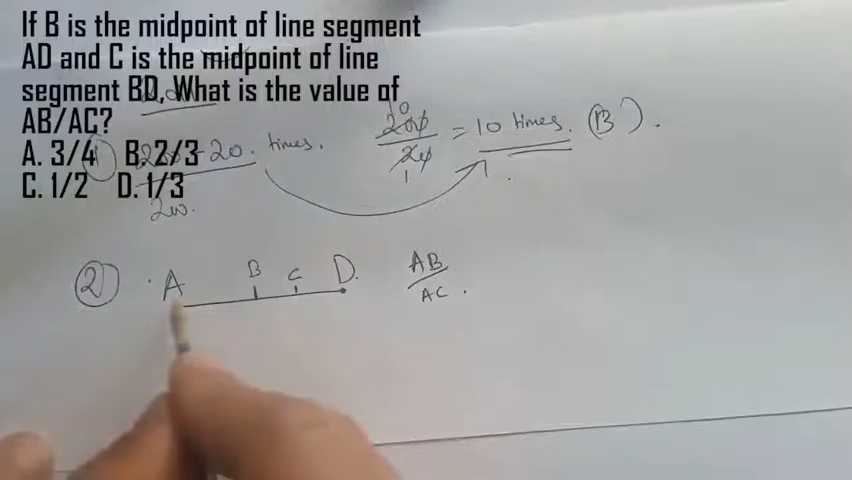 If B is the midpoint of line segment
AD and C is the midpoint of line
segment BD, What is the value of
AB/AC?
A. 3/4 B. 2/3
C. 1/2 D. 1/3
20. times.
= 10 times. (B).
2 A B C D. AB
AC.